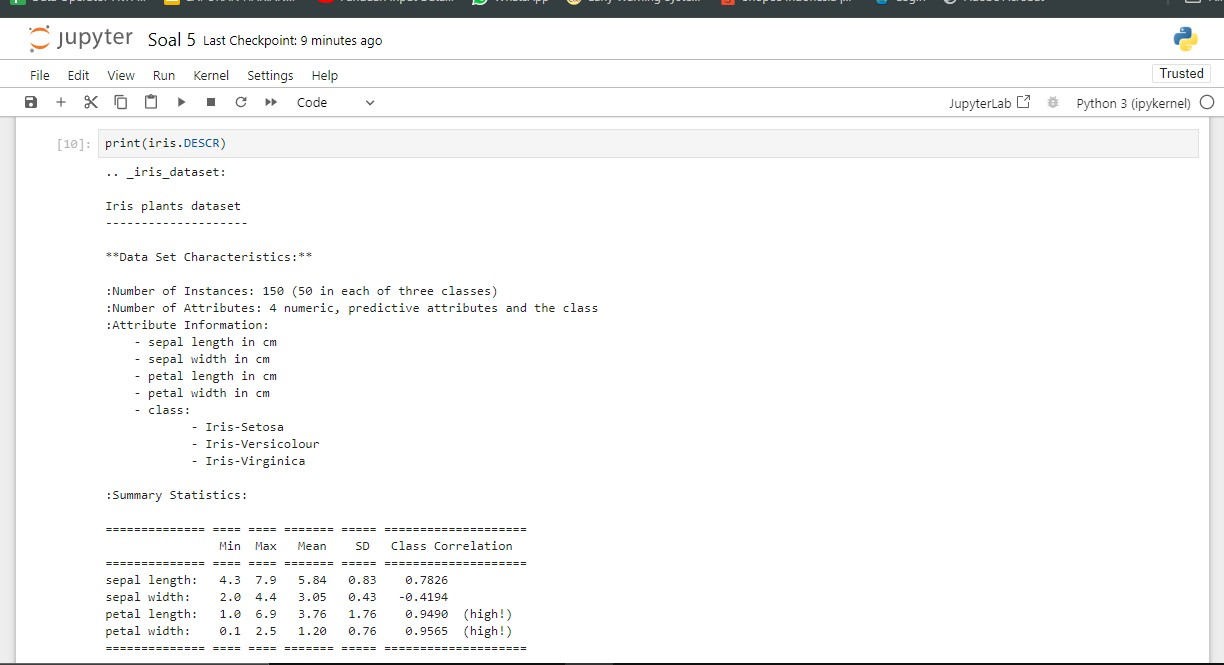 jupyter Soal 5 Last Checkpoint: 9 minutes ago
File Edit View Run Kernel Settings Help Trusted
Code JupyterLab Python 3 (ipykernel)
[10]: print(iris.DESCR)
.. _iris_dataset:
Iris plants dataset
--------------------
**Data Set Characteristics:**
:Number of Instances: 150 (50 in each of three classes)
:Number of Attributes: 4 numeric, predictive attributes and the class
:Attribute Information:
- sepal length in cm
- sepal width in cm
- petal length in cm
- petal width in cm
- class:
- Iris-Setosa
- Iris-Versicolour
- Iris-Virginica
:Summary Statistics:
============== ==== ==== ======= ===== ====================
Min Max Mean SD Class Correlation
============== ==== ==== ======= ===== ====================
sepal length: 4.3 7.9 5.84 0.83 0.7826
sepal width: 2.0 4.4 3.05 0.43 -0.4194
petal length: 1.0 6.9 3.76 1.76 0.9490 (high!)
petal width: 0.1 2.5 1.20 0.76 0.9565 (high!)
============== ==== ==== ======= ===== ====================